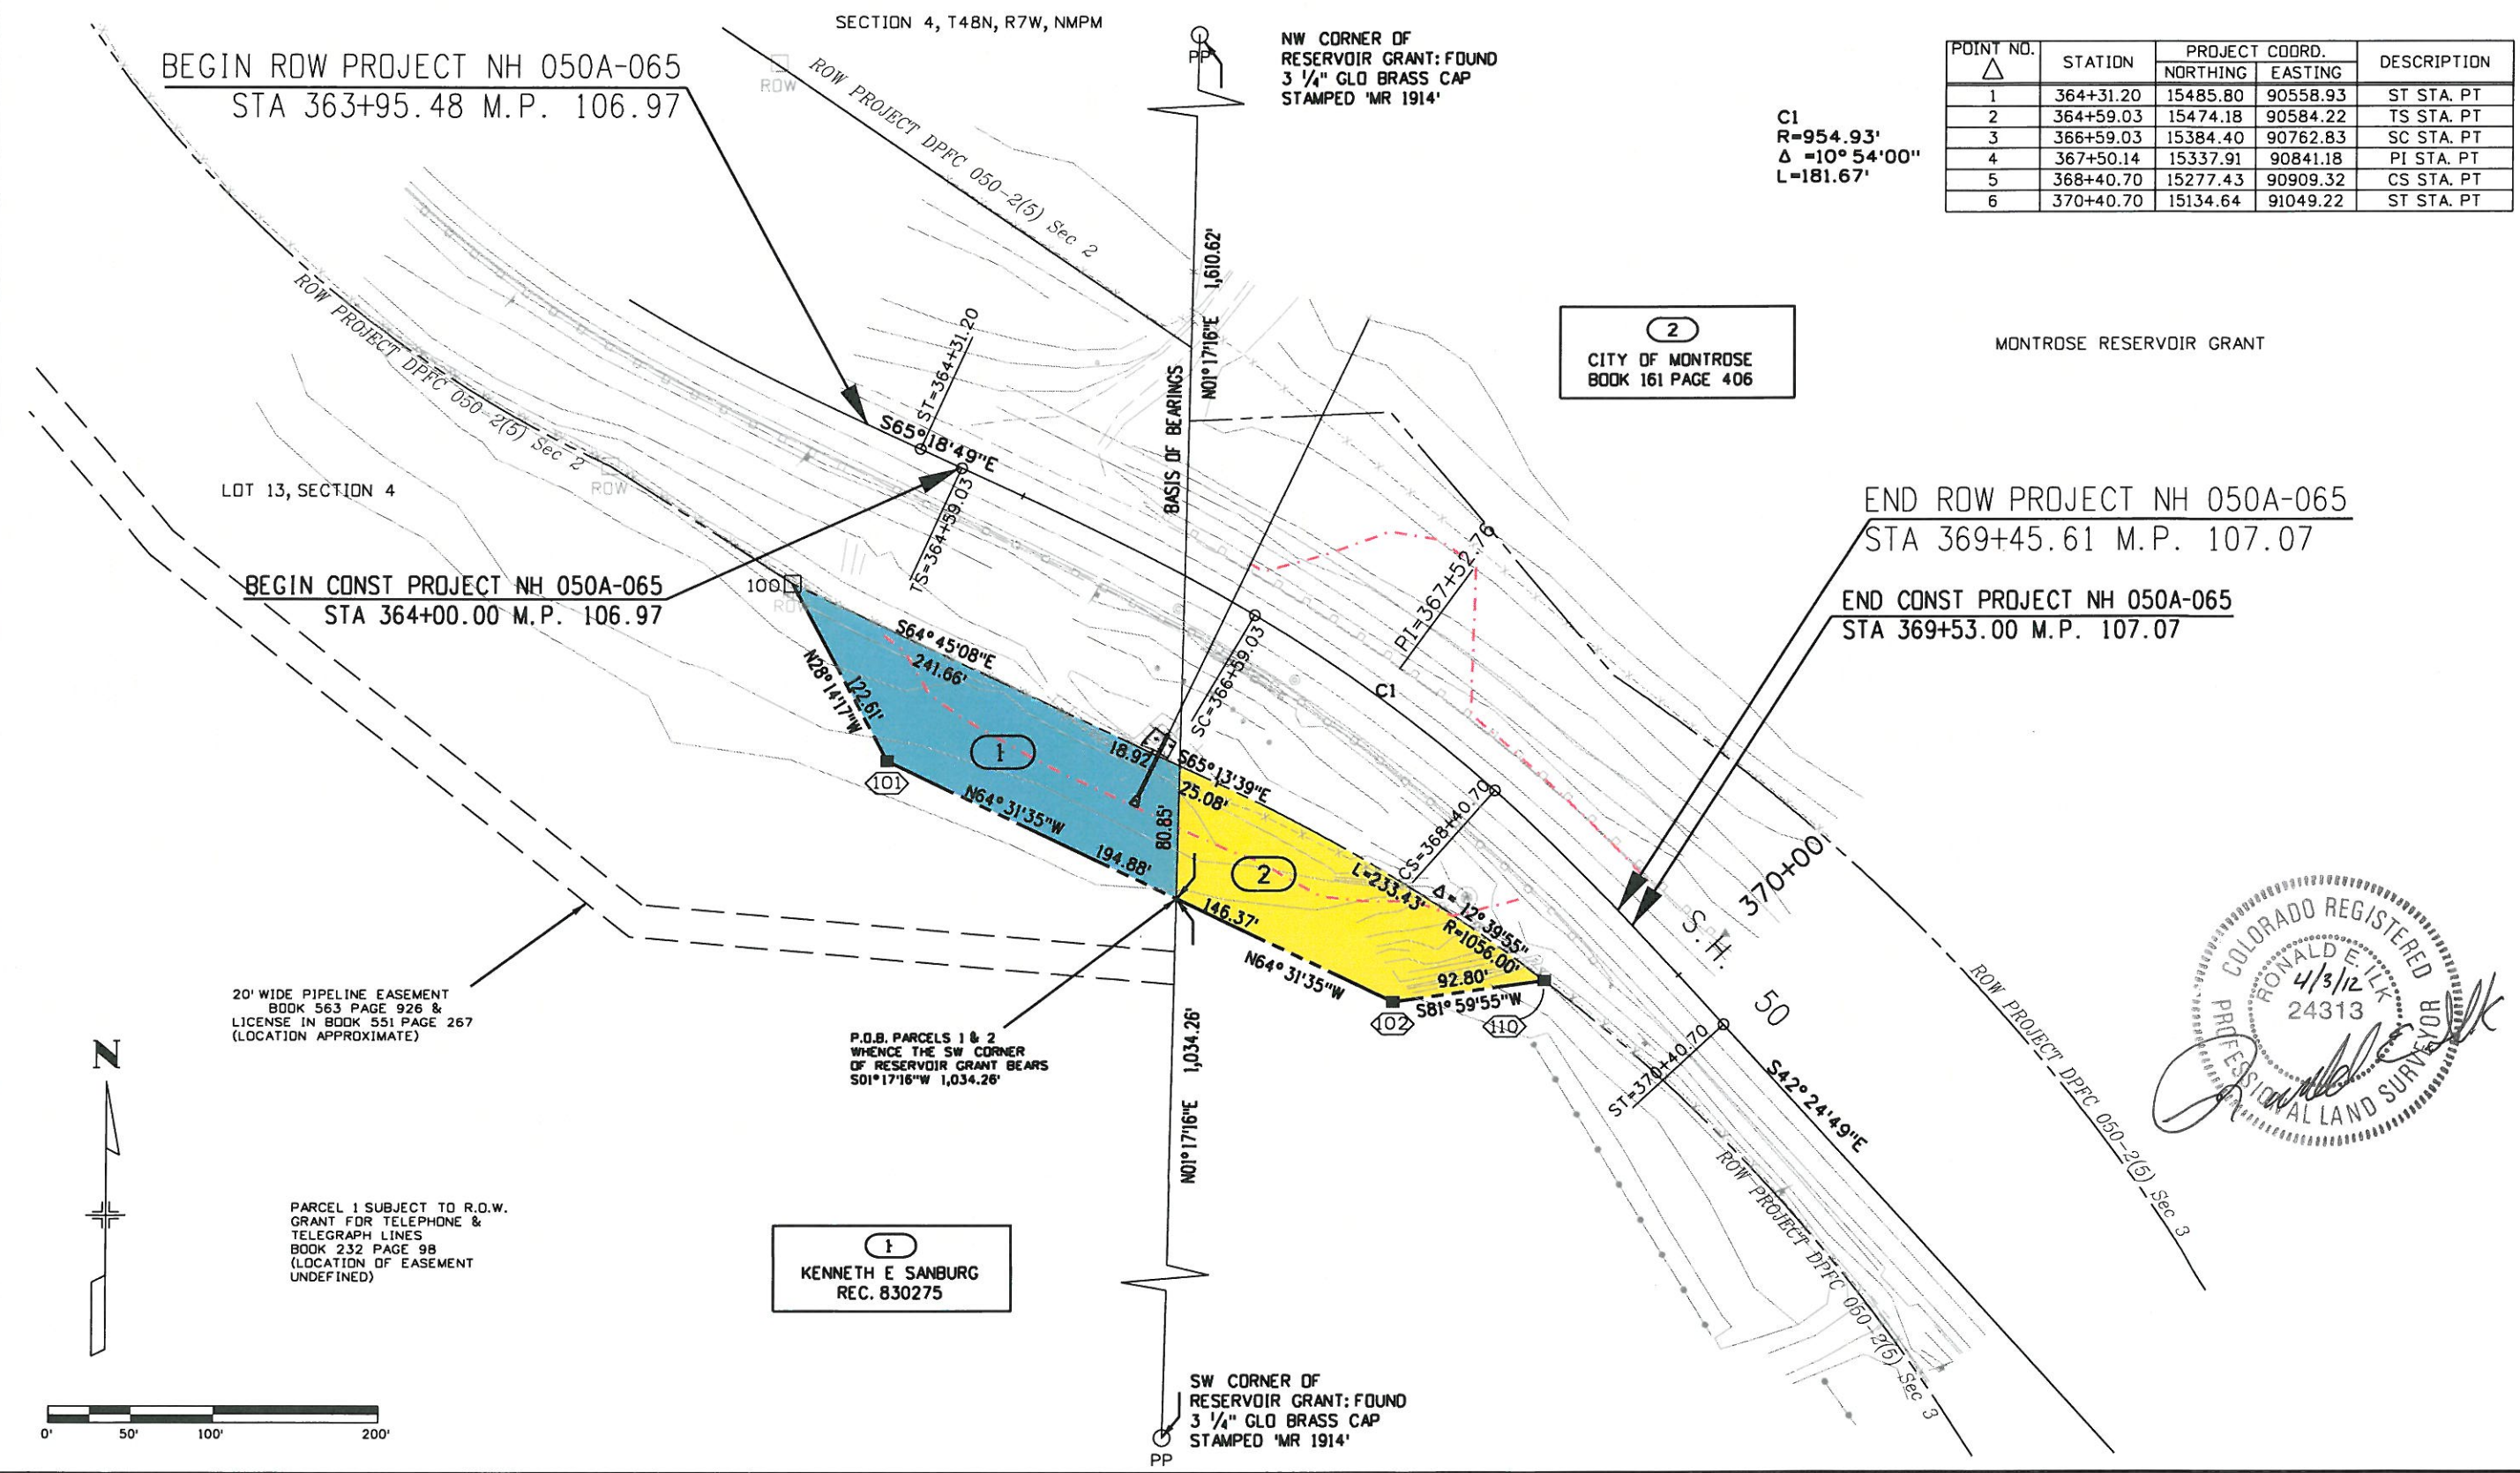 SECTION 4, T48N, R7W, NMPM
BEGIN ROW PROJECT NH 050A-065
STA 363+95.48 M.P. 106.97
ROW
ROW PROJECT DPFC 050-2(5) Sec 2
PP
NW CORNER OF
RESERVOIR GRANT: FOUND
3 1/4" GLO BRASS CAP
STAMPED 'MR 1914'
C1
R=954.93'
Δ =10° 54'00"
L=181.67'
POINT NO. △ STATION PROJECT COORD. DESCRIPTION
NORTHING EASTING
1 364+31.20 15485.80 90558.93 ST STA. PT
2 364+59.03 15474.18 90584.22 TS STA. PT
3 366+59.03 15384.40 90762.83 SC STA. PT
4 367+50.14 15337.91 90841.18 PI STA. PT
5 368+40.70 15277.43 90909.32 CS STA. PT
6 370+40.70 15134.64 91049.22 ST STA. PT
1,610.62'
N01°17'16"E
BASIS OF BEARINGS
2
CITY OF MONTROSE
BOOK 161 PAGE 406
MONTROSE RESERVOIR GRANT
ROW PROJECT DPFC 050-2(5) Sec 2
ROW
LOT 13, SECTION 4
ST=364+31.20
S65°18'49"E
TS=364+59.03
BEGIN CONST PROJECT NH 050A-065
STA 364+00.00 M.P. 106.97
100
ROW
END ROW PROJECT NH 050A-065
STA 369+45.61 M.P. 107.07
END CONST PROJECT NH 050A-065
STA 369+53.00 M.P. 107.07
PI=367+52.76
SC=366+59.03
C1
S64°45'08"E
241.66'
N28°14'17"W
122.61'
1
101
N64°31'35"W
194.88'
18.92'
80.85'
S65°13'39"E
25.08'
2
CS=368+40.70
L=233.43'
Δ= 12°39'55"
R=1056.00'
146.37'
N64°31'35"W
92.80'
S81°59'55"W
102
110
370+00
S.H.
50
ST=370+40.70
S42°24'49"E
ROW PROJECT DPFC 050-2(5) Sec 3
ROW PROJECT DPFC 050-2(5) Sec 3
20' WIDE PIPELINE EASEMENT
BOOK 563 PAGE 926 &
LICENSE IN BOOK 551 PAGE 267
(LOCATION APPROXIMATE)
P.O.B. PARCELS 1 & 2
WHENCE THE SW CORNER
OF RESERVOIR GRANT BEARS
S01°17'16"W 1,034.26'
1,034.26'
N01°17'16"E
N
PARCEL 1 SUBJECT TO R.O.W.
GRANT FOR TELEPHONE &
TELEGRAPH LINES
BOOK 232 PAGE 98
(LOCATION OF EASEMENT
UNDEFINED)
1
KENNETH E SANBURG
REC. 830275
COLORADO REGISTERED
RONALD E. ILK
4/3/12
24313
PROFESSIONAL LAND SURVEYOR
SW CORNER OF
RESERVOIR GRANT: FOUND
3 1/4" GLO BRASS CAP
STAMPED 'MR 1914'
PP
0' 50' 100' 200'